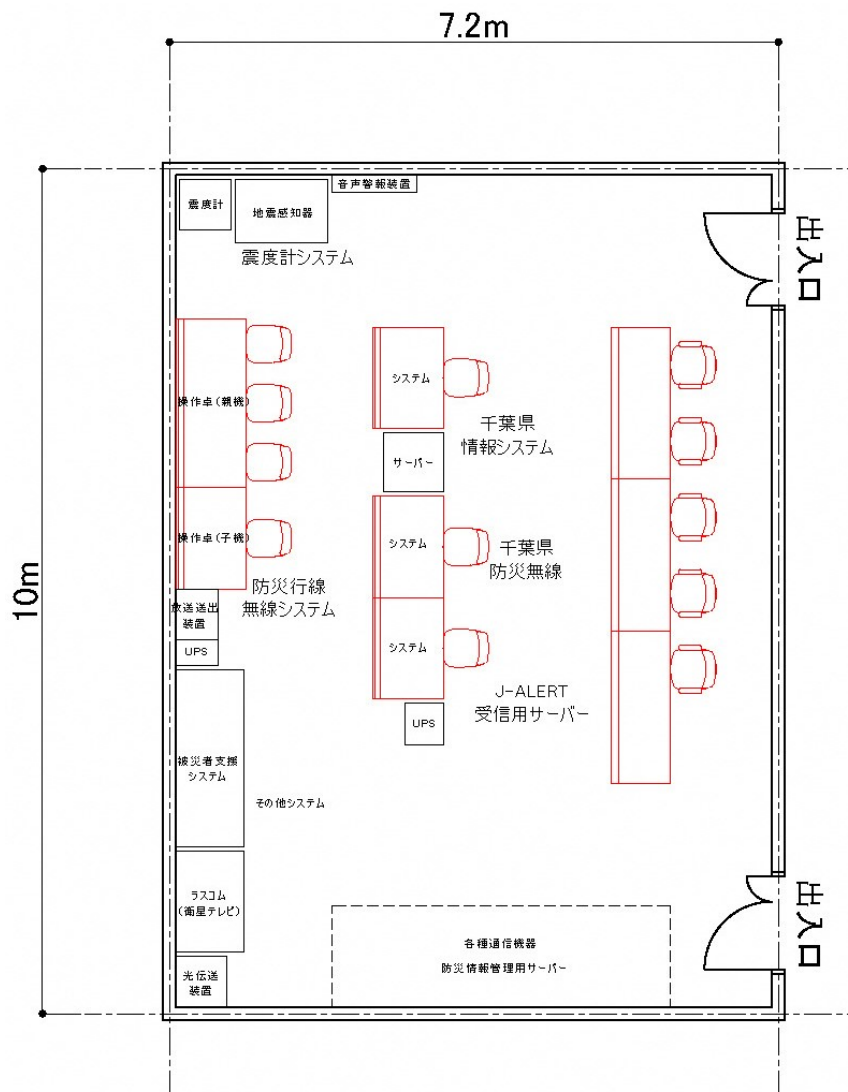 7.2m
10m
震度計
地震感知器
音声警報装置
震度計システム
出入口
操作卓(親機)
システム
千葉県
情報システム
サーバー
操作卓(子機)
システム
千葉県
防災無線
防災行線
無線システム
放送送出
装置
UPS
システム
J-ALERT
受信用サーバー
UPS
被災者支援
システム
その他システム
ラスコム
(衛星テレビ)
各種通信機器
防災情報管理用サーバー
光伝送
装置
出入口